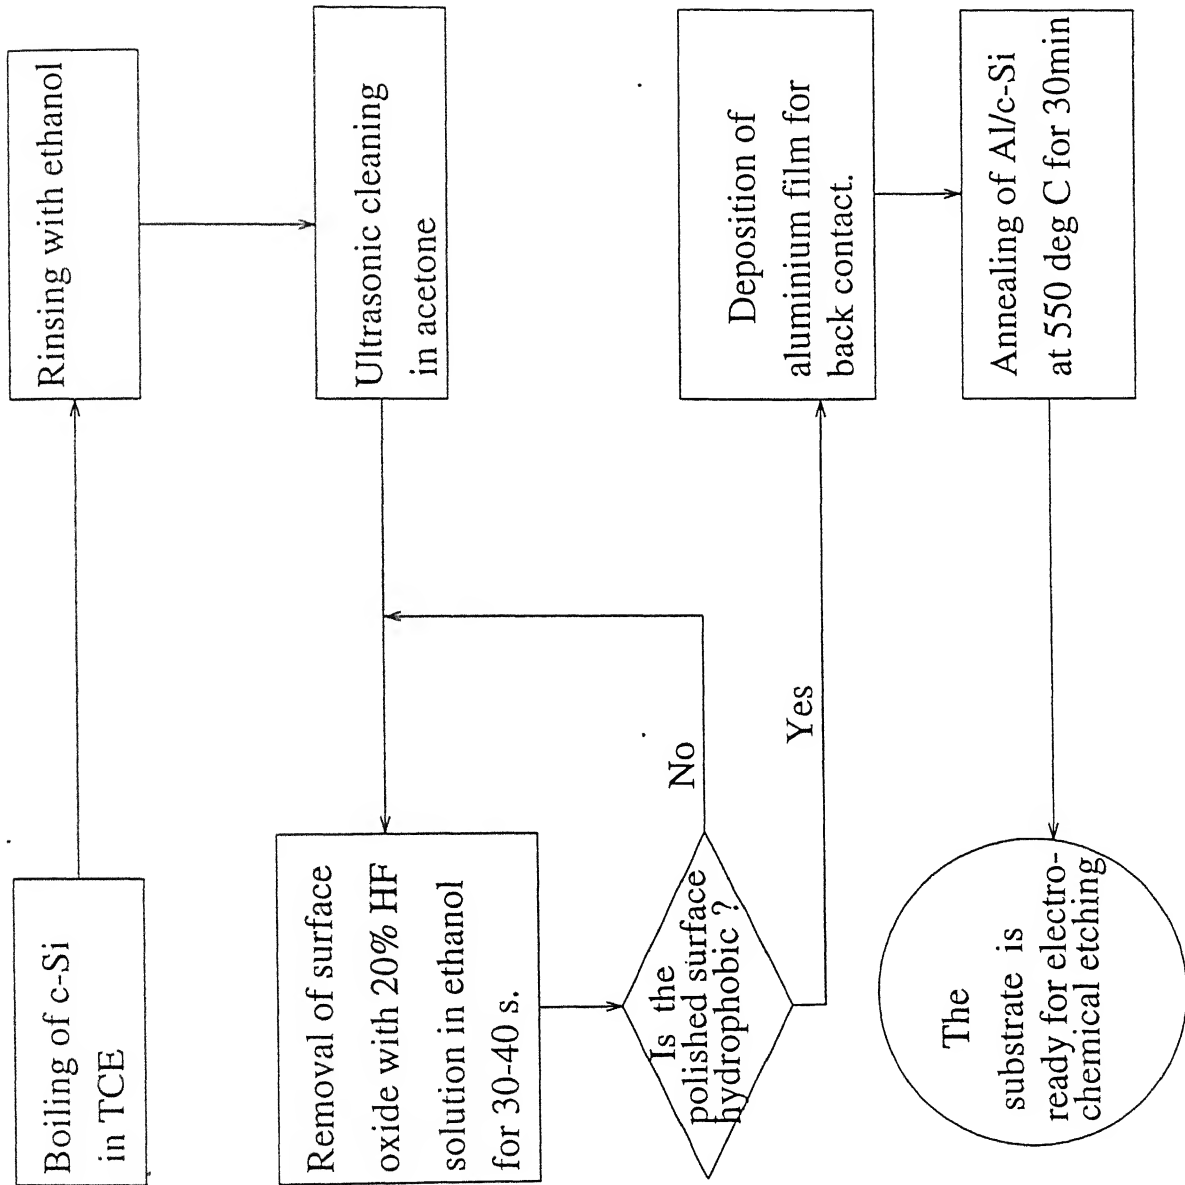 Boiling of c-Si
in TCE
Rinsing with ethanol
Ultrasonic cleaning
in acetone
Removal of surface
oxide with 20% HF
solution in ethanol
for 30-40 s.
Is the
polished surface
hydrophobic ?
No
Yes
Deposition of
aluminium film for
back contact.
Annealing of Al/c-Si
at 550 deg C for 30min
The
substrate is
ready for electro-
chemical etching